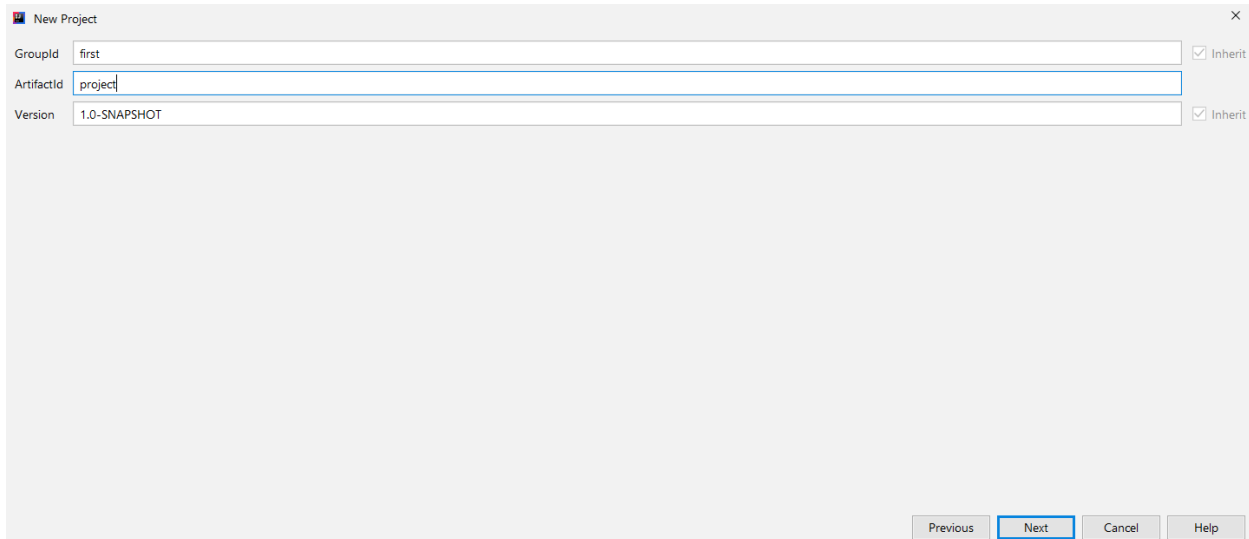 New Project
GroupId first Inherit
ArtifactId project
Version 1.0-SNAPSHOT Inherit
Previous Next Cancel Help